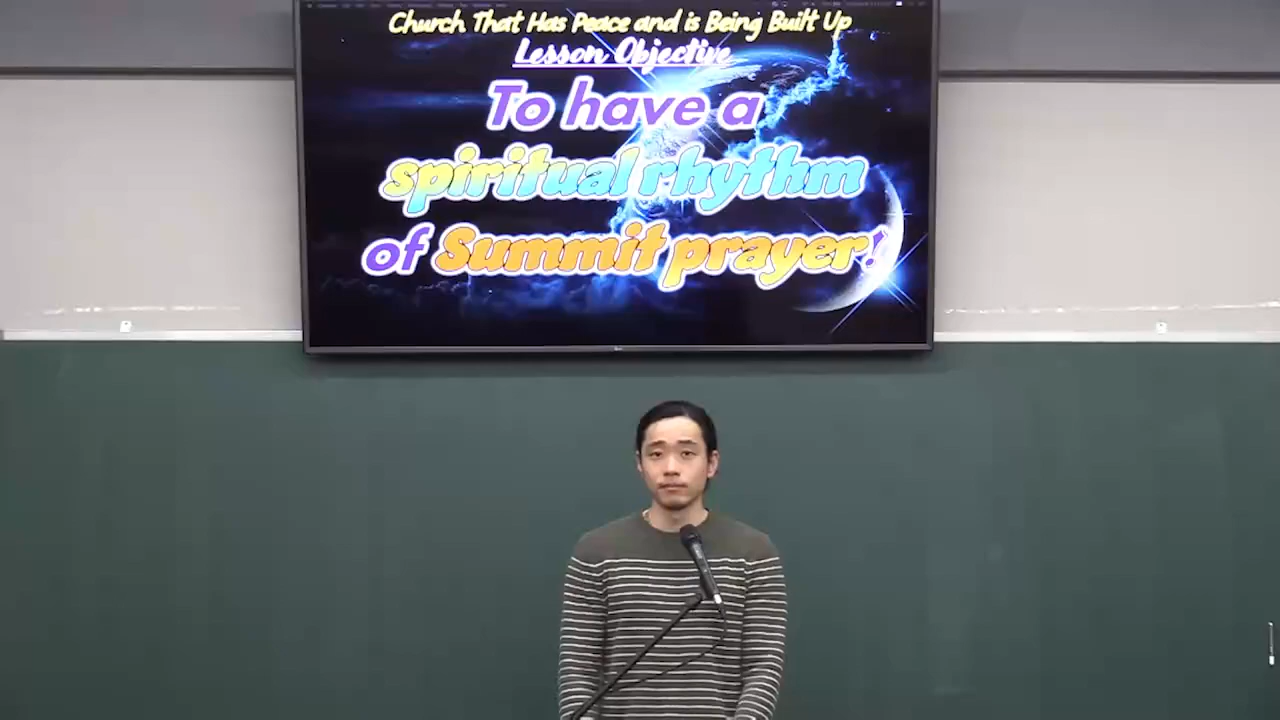 Church That Has Peace and is Being Built Up
Lesson Objective
To have a
spiritual rhythm
of Summit prayer!